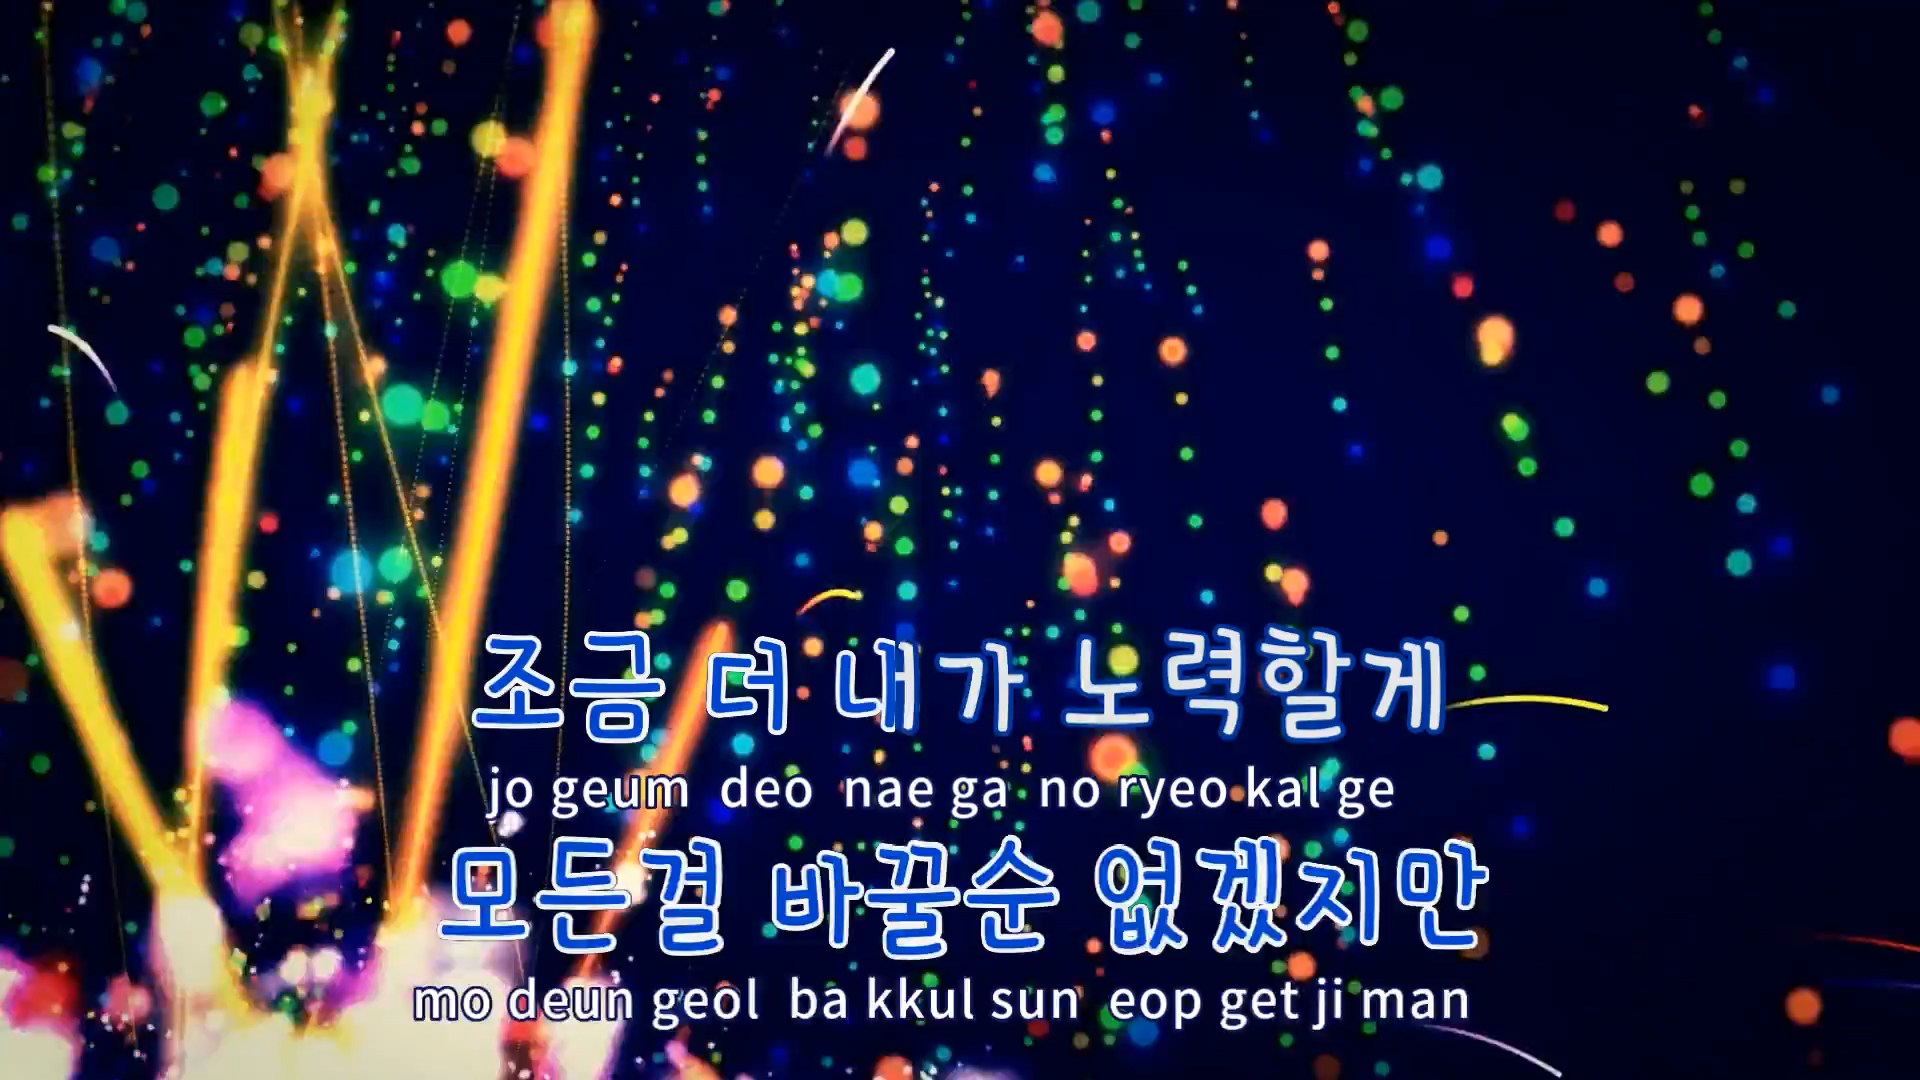 조금 더 내가 노력할게
jo geum deo nae ga no ryeo kal ge
모든걸 바꿀순 없겠지만
mo deun geol ba kkul sun eop get ji man